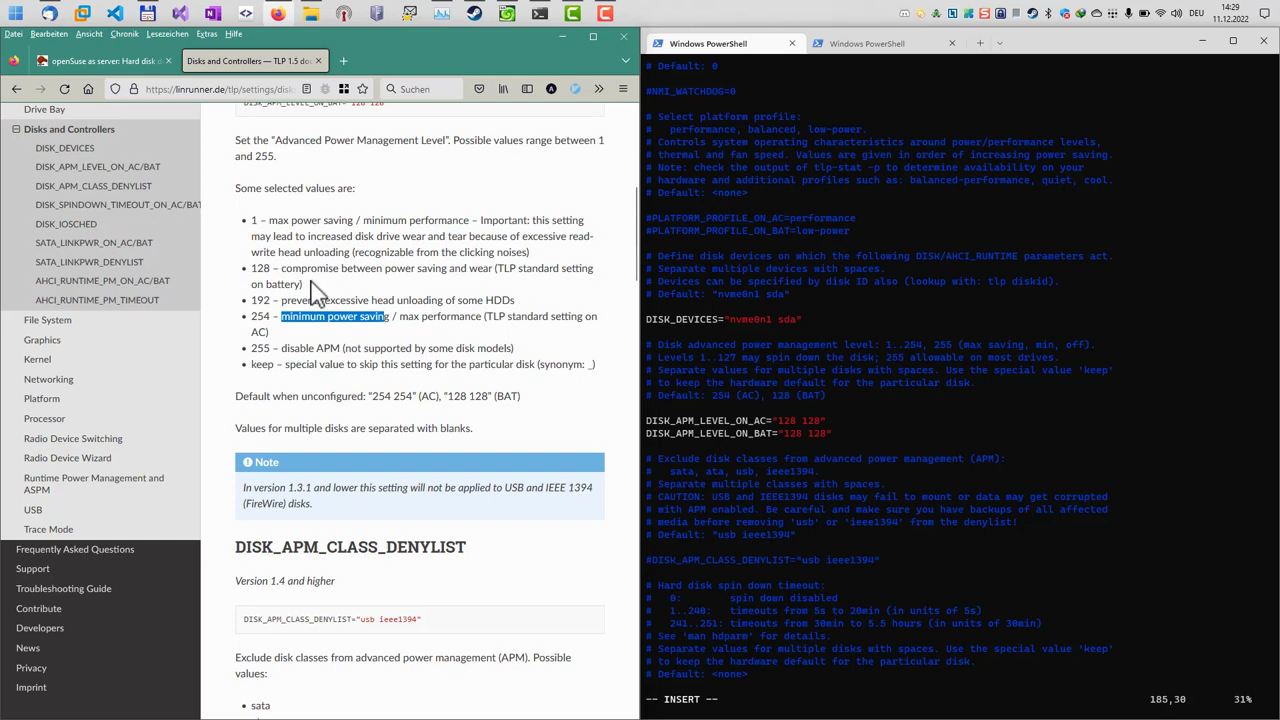 14:29
DEU
11.12.2022
Datei Bearbeiten Ansicht Chronik Lesezeichen Extras Hilfe
openSuse as server: Hard disk d
Disks and Controllers — TLP 1.5 do
https://linrunner.de/tlp/settings/disk
Suchen
Drive Bay
Disks and Controllers
DISK_DEVICES
DISK_APM_LEVEL_ON_AC/BAT
DISK_APM_CLASS_DENYLIST
DISK_SPINDOWN_TIMEOUT_ON_AC/BAT
DISK_IOSCHED
SATA_LINKPWR_ON_AC/BAT
SATA_LINKPWR_DENYLIST
AHCI_RUNTIME_PM_ON_AC/BAT
AHCI_RUNTIME_PM_TIMEOUT
File System
Graphics
Kernel
Networking
Platform
Processor
Radio Device Switching
Radio Device Wizard
Runtime Power Management and
ASPM
USB
Trace Mode
Frequently Asked Questions
Support
Troubleshooting Guide
Contribute
Developers
News
Privacy
Imprint
DISK_APM_LEVEL_ON_BAT="128 128"
Set the “Advanced Power Management Level”. Possible values range between 1
and 255.
Some selected values are:
• 1 – max power saving / minimum performance – Important: this setting
may lead to increased disk drive wear and tear because of excessive read-
write head unloading (recognizable from the clicking noises)
• 128 – compromise between power saving and wear (TLP standard setting
on battery)
• 192 – prevent excessive head unloading of some HDDs
• 254 – minimum power saving / max performance (TLP standard setting on
AC)
• 255 – disable APM (not supported by some disk models)
• keep – special value to skip this setting for the particular disk (synonym: _)
Default when unconfigured: “254 254” (AC), “128 128” (BAT)
Values for multiple disks are separated with blanks.
Note
In version 1.3.1 and lower this setting will not be applied to USB and IEEE 1394
(FireWire) disks.
DISK_APM_CLASS_DENYLIST
Version 1.4 and higher
DISK_APM_CLASS_DENYLIST="usb ieee1394"
Exclude disk classes from advanced power management (APM). Possible
values:
• sata
Windows PowerShell
Windows PowerShell
# Default: 0
#NMI_WATCHDOG=0
# Select platform profile:
#   performance, balanced, low-power.
# Controls system operating characteristics around power/performance levels,
# thermal and fan speed. Values are given in order of increasing power saving.
# Note: check the output of tlp-stat -p to determine availability on your
# hardware and additional profiles such as: balanced-performance, quiet, cool.
# Default: <none>
#PLATFORM_PROFILE_ON_AC=performance
#PLATFORM_PROFILE_ON_BAT=low-power
# Define disk devices on which the following DISK/AHCI_RUNTIME parameters act.
# Separate multiple devices with spaces.
# Devices can be specified by disk ID also (lookup with: tlp diskid).
# Default: "nvme0n1 sda"
DISK_DEVICES="nvme0n1 sda"
# Disk advanced power management level: 1..254, 255 (max saving, min, off).
# Levels 1..127 may spin down the disk; 255 allowable on most drives.
# Separate values for multiple disks with spaces. Use the special value 'keep'
# to keep the hardware default for the particular disk.
# Default: 254 (AC), 128 (BAT)
DISK_APM_LEVEL_ON_AC="128 128"
DISK_APM_LEVEL_ON_BAT="128 128"
# Exclude disk classes from advanced power management (APM):
#   sata, ata, usb, ieee1394.
# Separate multiple classes with spaces.
# CAUTION: USB and IEEE1394 disks may fail to mount or data may get corrupted
# with APM enabled. Be careful and make sure you have backups of all affected
# media before removing 'usb' or 'ieee1394' from the denylist!
# Default: "usb ieee1394"
#DISK_APM_CLASS_DENYLIST="usb ieee1394"
# Hard disk spin down timeout:
#   0:        spin down disabled
#   1..240:   timeouts from 5s to 20min (in units of 5s)
#   241..251: timeouts from 30min to 5.5 hours (in units of 30min)
# See 'man hdparm' for details.
# Separate values for multiple disks with spaces. Use the special value 'keep'
# to keep the hardware default for the particular disk.
# Default: <none>
-- INSERT --
185,30
31%